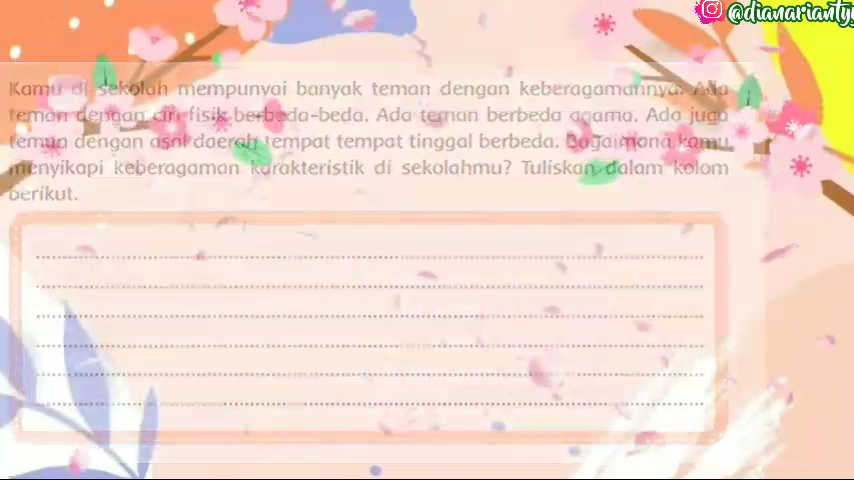 @dianarianty
Kamu di sekolah mempunyai banyak teman dengan keberagamannya. Ada
teman dengan ciri fisik berbeda-beda. Ada teman berbeda agama. Ada juga
teman dengan asal daerah tempat tempat tinggal berbeda. Bagaimana kamu
menyikapi keberagaman karakteristik di sekolahmu? Tuliskan dalam kolom
berikut.